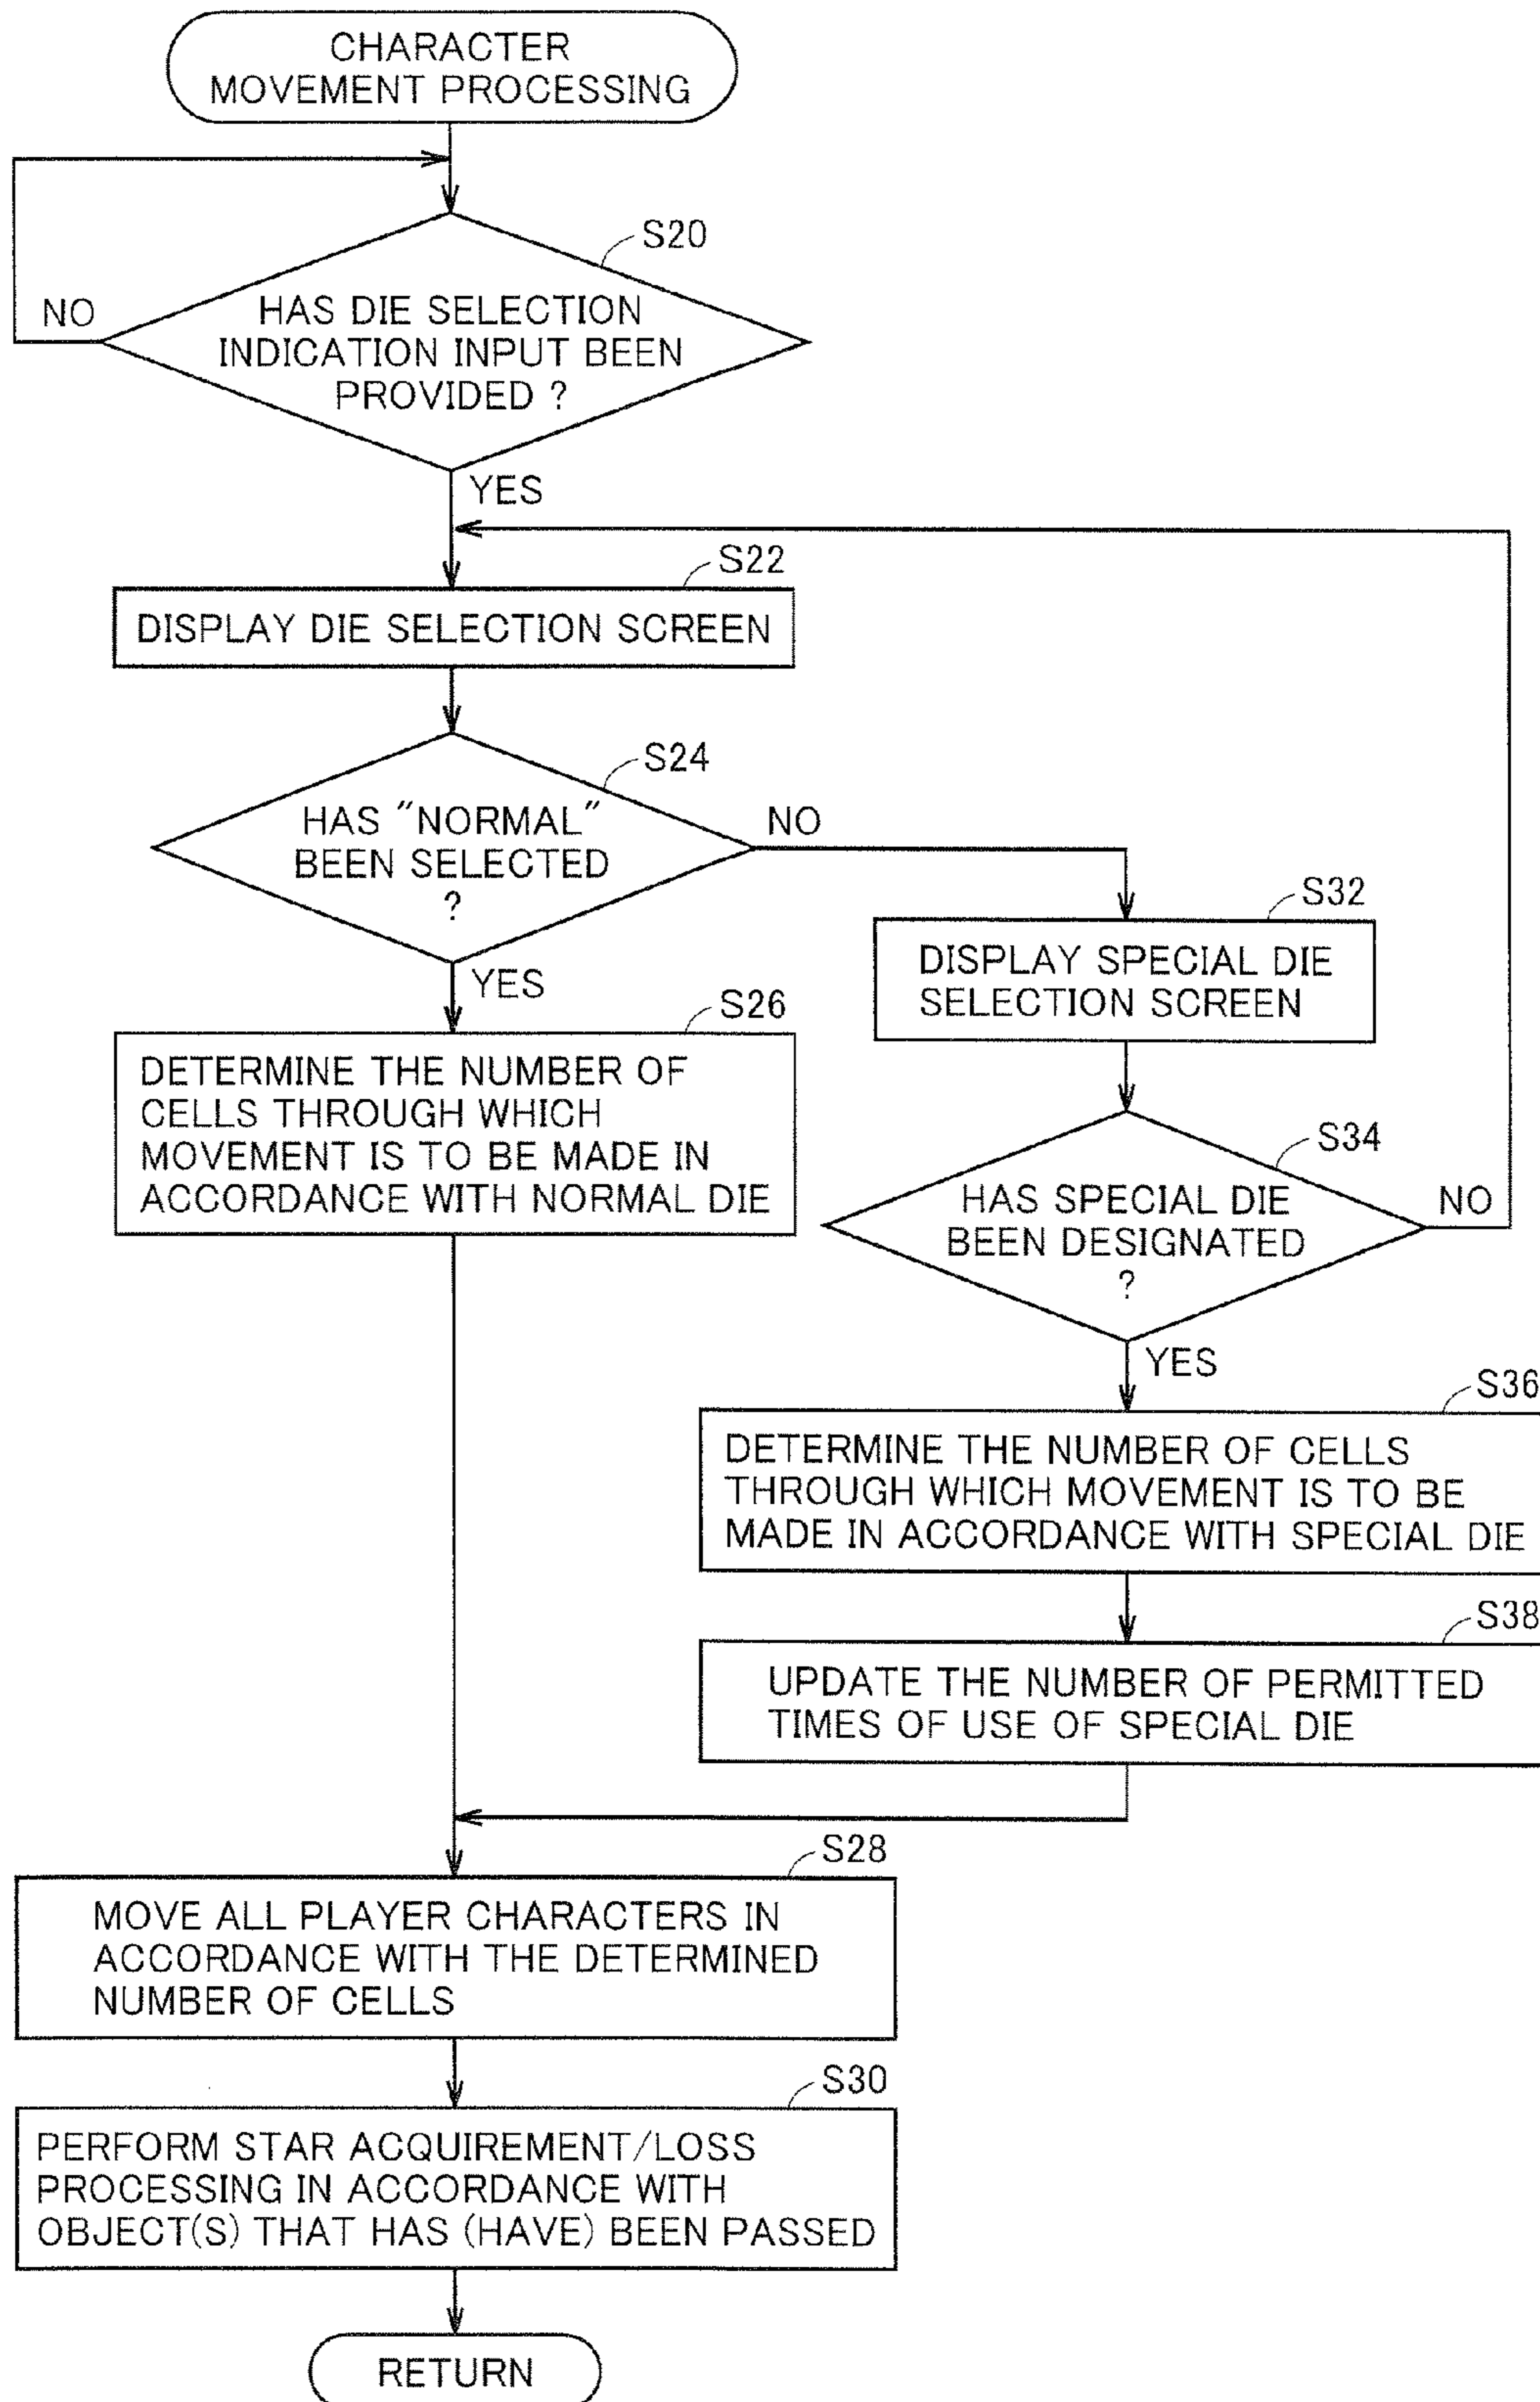 CHARACTER
MOVEMENT PROCESSING
S20
NO
HAS DIE SELECTION
INDICATION INPUT BEEN
PROVIDED ?
YES
S22
DISPLAY DIE SELECTION SCREEN
S24
HAS "NORMAL"
BEEN SELECTED
?
NO
YES
S32
DISPLAY SPECIAL DIE
SELECTION SCREEN
S26
DETERMINE THE NUMBER OF
CELLS THROUGH WHICH
MOVEMENT IS TO BE MADE IN
ACCORDANCE WITH NORMAL DIE
S34
HAS SPECIAL DIE
BEEN DESIGNATED
?
NO
YES
S36
DETERMINE THE NUMBER OF CELLS
THROUGH WHICH MOVEMENT IS TO BE
MADE IN ACCORDANCE WITH SPECIAL DIE
S38
UPDATE THE NUMBER OF PERMITTED
TIMES OF USE OF SPECIAL DIE
S28
MOVE ALL PLAYER CHARACTERS IN
ACCORDANCE WITH THE DETERMINED
NUMBER OF CELLS
S30
PERFORM STAR ACQUIREMENT/LOSS
PROCESSING IN ACCORDANCE WITH
OBJECT(S) THAT HAS (HAVE) BEEN PASSED
RETURN